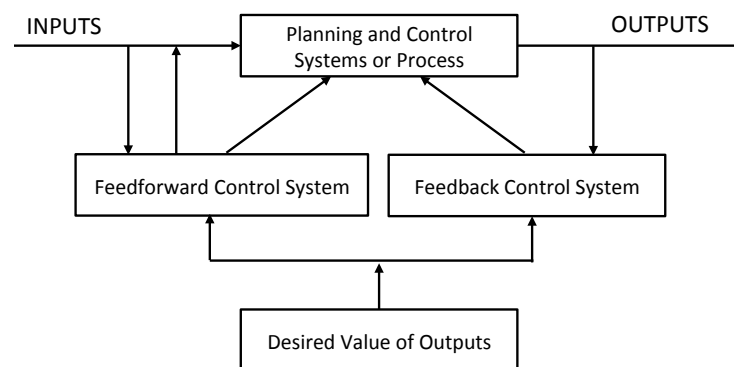 INPUTS
Planning and Control
Systems or Process
OUTPUTS
Feedforward Control System
Feedback Control System
Desired Value of Outputs